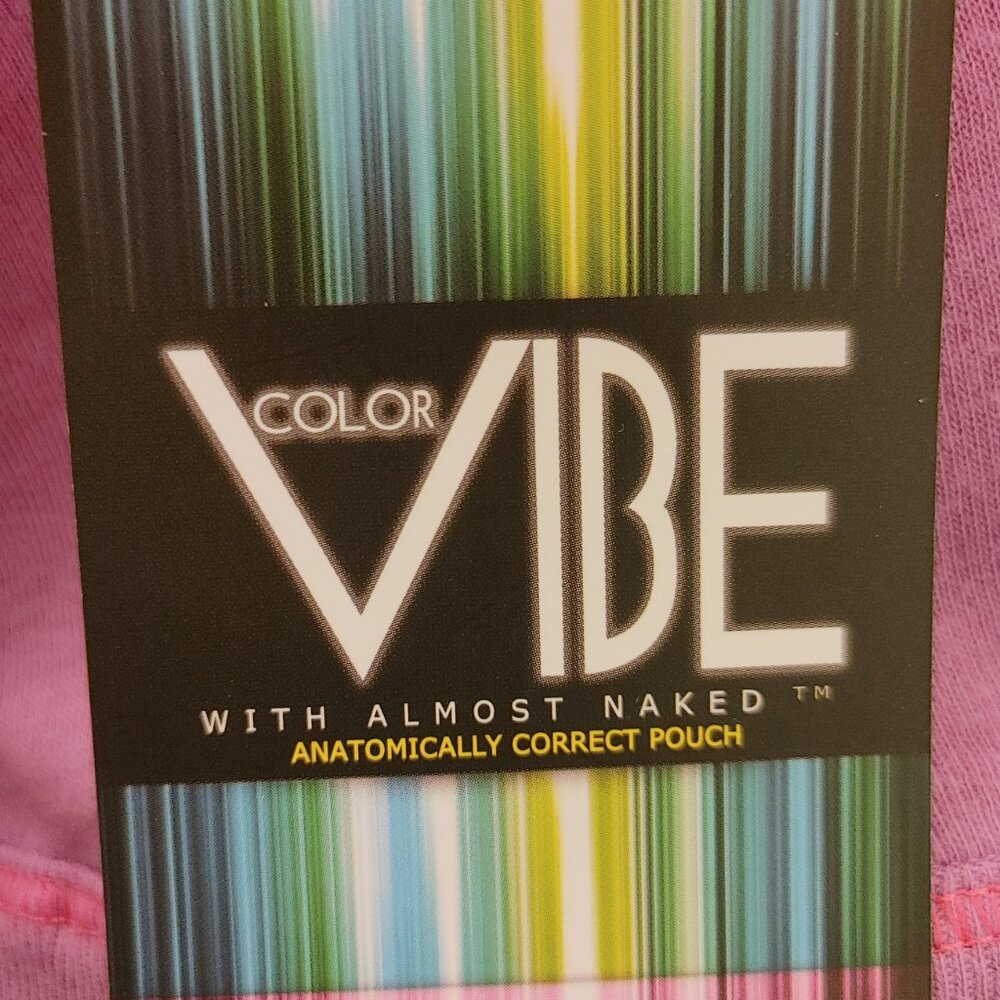 COLOR
VIBE
WITH ALMOST NAKED ™
ANATOMICALLY CORRECT POUCH